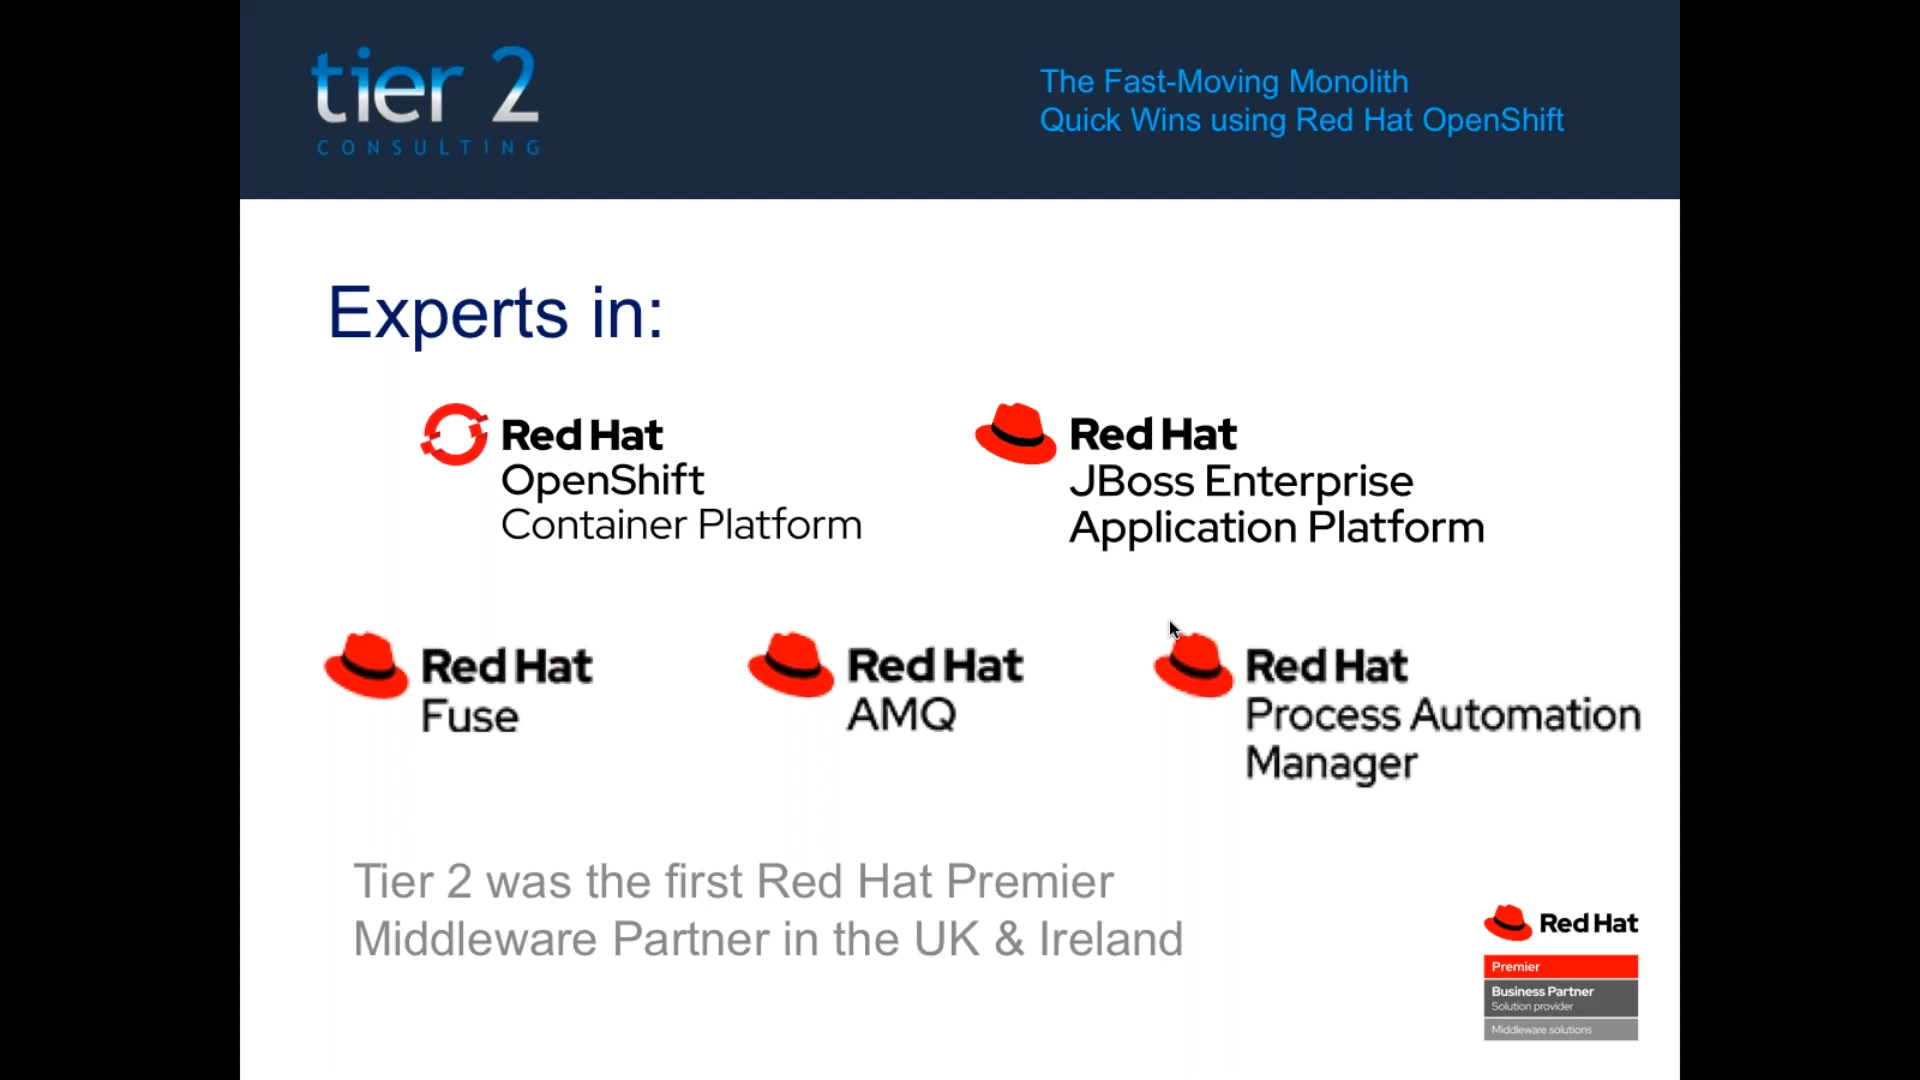 tier 2
CONSULTING
The Fast-Moving Monolith
Quick Wins using Red Hat OpenShift
Experts in:
Red Hat
OpenShift
Container Platform
Red Hat
JBoss Enterprise
Application Platform
Red Hat
Fuse
Red Hat
AMQ
Red Hat
Process Automation
Manager
Tier 2 was the first Red Hat Premier
Middleware Partner in the UK & Ireland
Red Hat
Premier
Business Partner
Solution provider
Middleware solutions